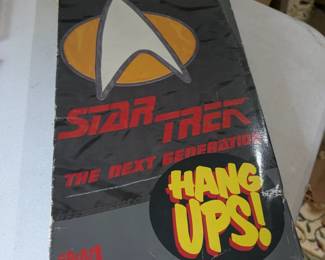 STAR TREK
THE NEXT GENERATION
HANG
UPS!